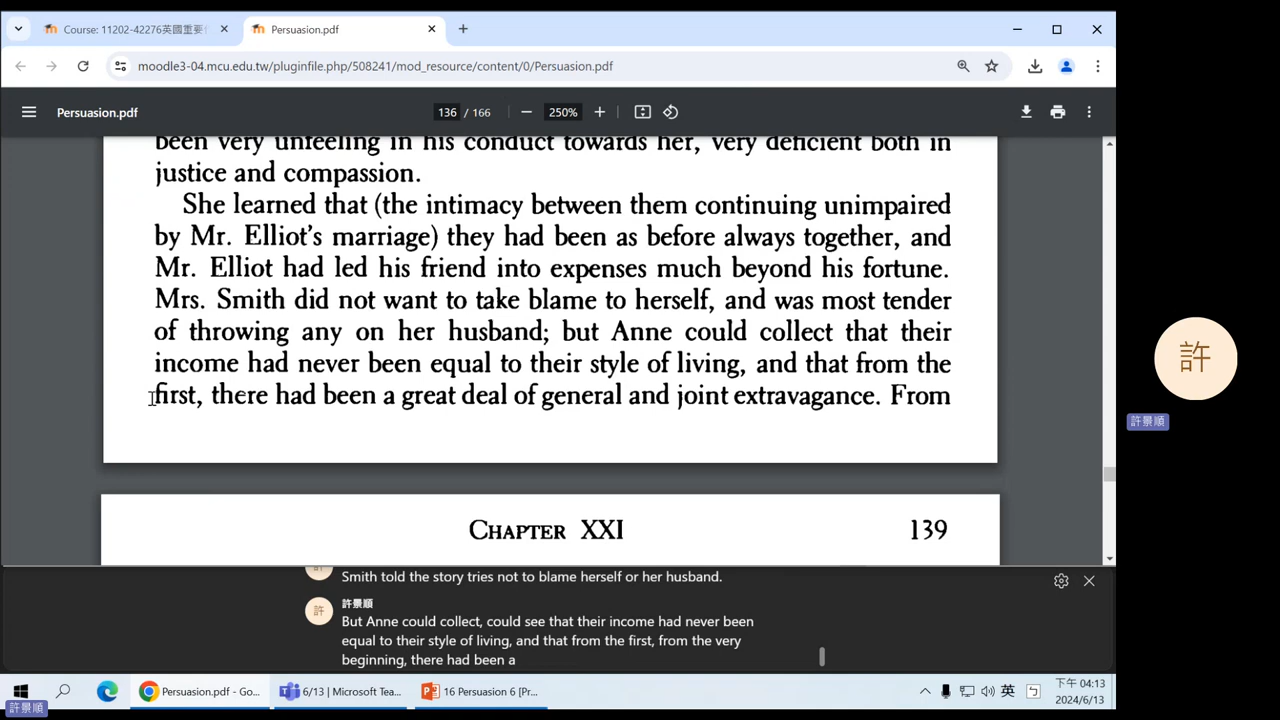 Course: 11202-42276英國重要作
Persuasion.pdf
moodle3-04.mcu.edu.tw/pluginfile.php/508241/mod_resource/content/0/Persuasion.pdf
Persuasion.pdf
136 / 166
250%
been very unfeeling in his conduct towards her, very deficient both in
justice and compassion.
She learned that (the intimacy between them continuing unimpaired
by Mr. Elliot's marriage) they had been as before always together, and
Mr. Elliot had led his friend into expenses much beyond his fortune.
Mrs. Smith did not want to take blame to herself, and was most tender
of throwing any on her husband; but Anne could collect that their
income had never been equal to their style of living, and that from the
first, there had been a great deal of general and joint extravagance. From
CHAPTER XXI 139
許
許景順
許
Smith told the story tries not to blame herself or her husband.
許
許景順
But Anne could collect, could see that their income had never been
equal to their style of living, and that from the first, from the very
beginning, there had been a
Persuasion.pdf - Go...
6/13 | Microsoft Tea...
16 Persuasion 6 [Pr...
英
下午 04:13
2024/6/13
許景順